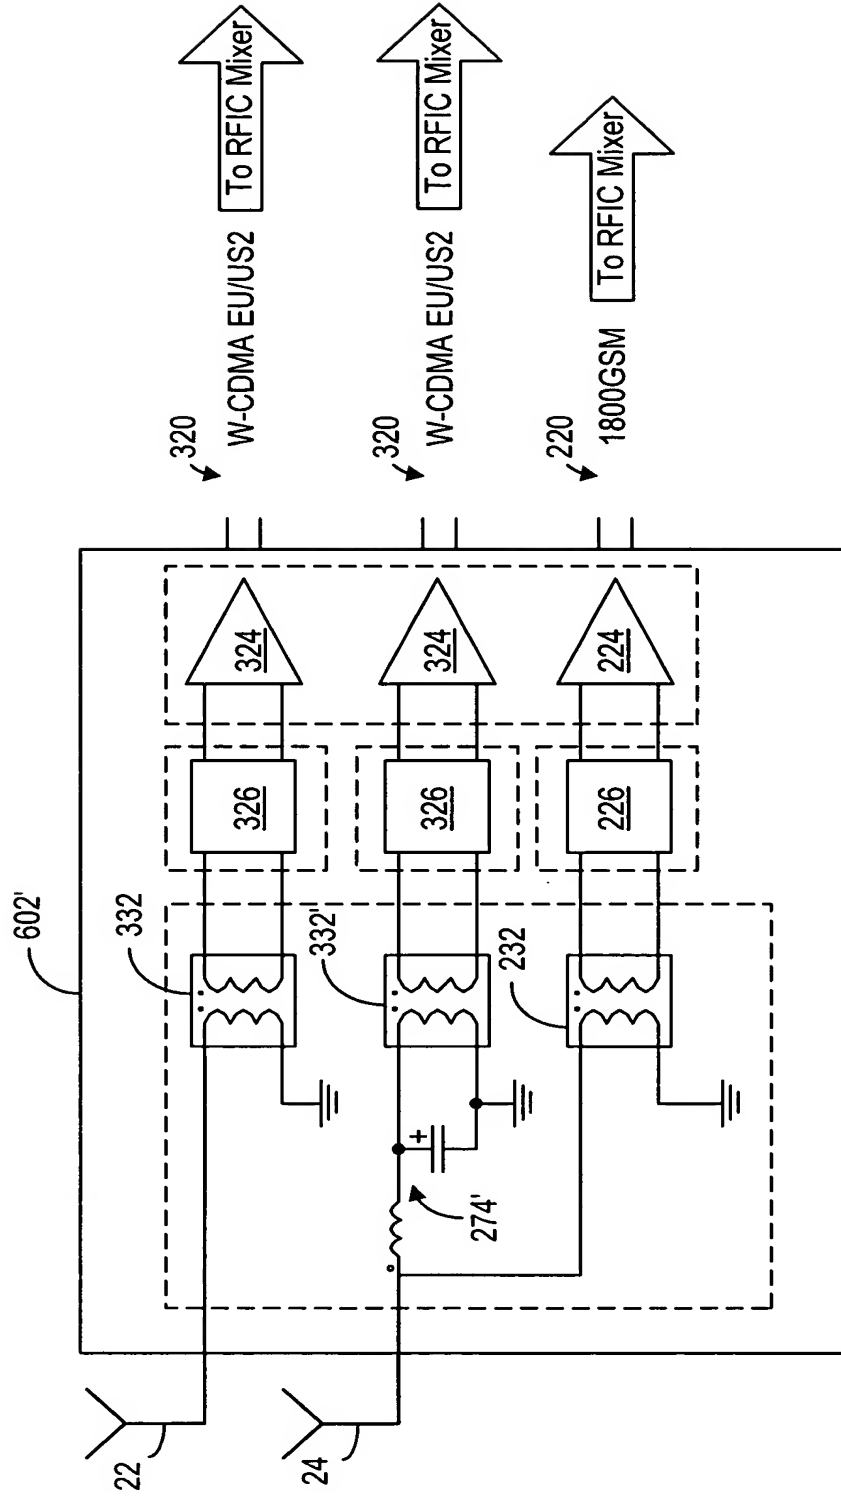 602'
22
332
326
324
320
W-CDMA EU/US2
To RFIC Mixer
24
+
274'
332'
326
324
320
W-CDMA EU/US2
To RFIC Mixer
232
226
224
220
1800GSM
To RFIC Mixer